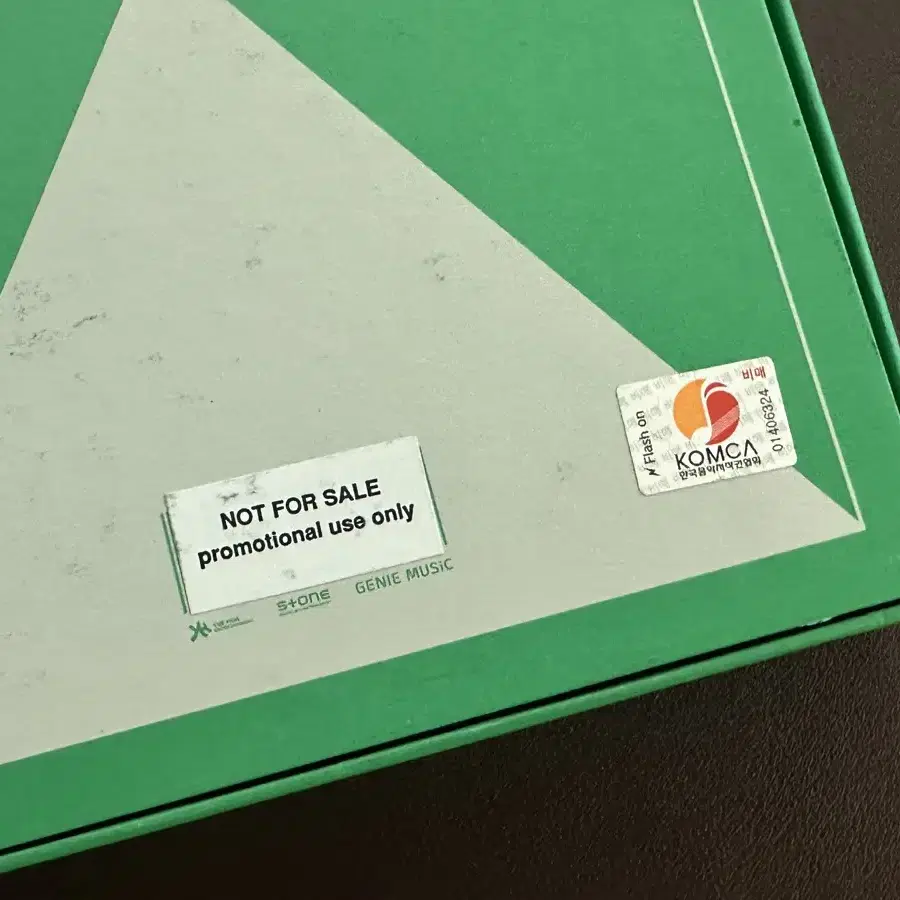 비매
Flash on
01406324
KOMCA
한국음악저작권협회
NOT FOR SALE
promotional use only
STONE
GENIE MUSIC